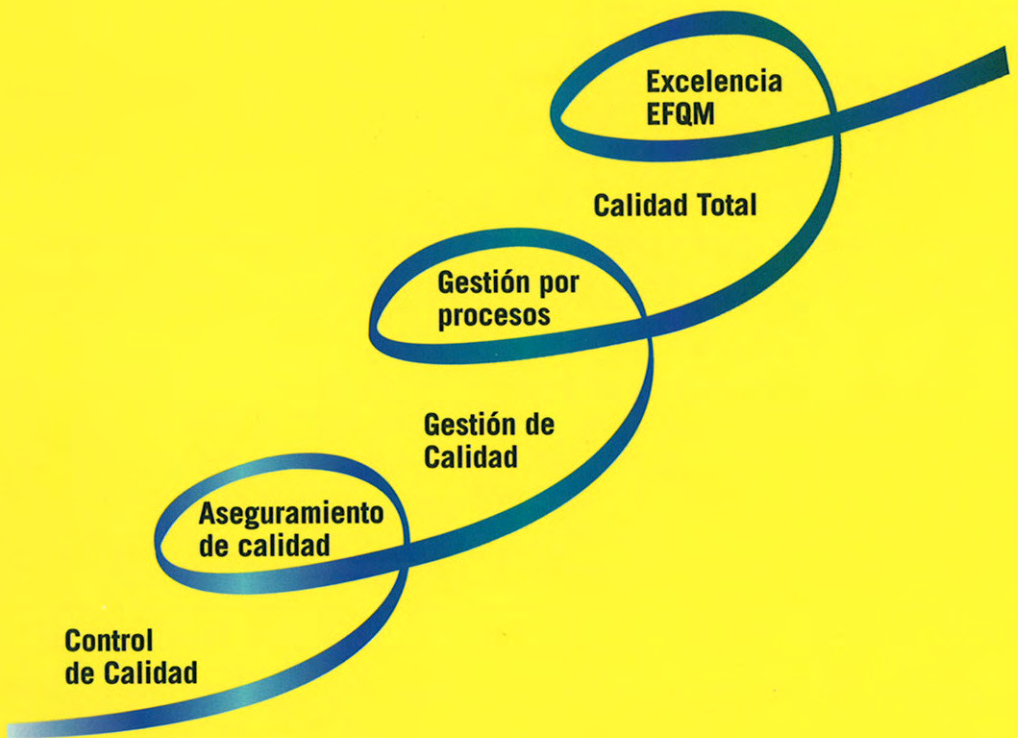 Excelencia
EFQM
Calidad Total
Gestión por
procesos
Gestión de
Calidad
Aseguramiento
de calidad
Control
de Calidad